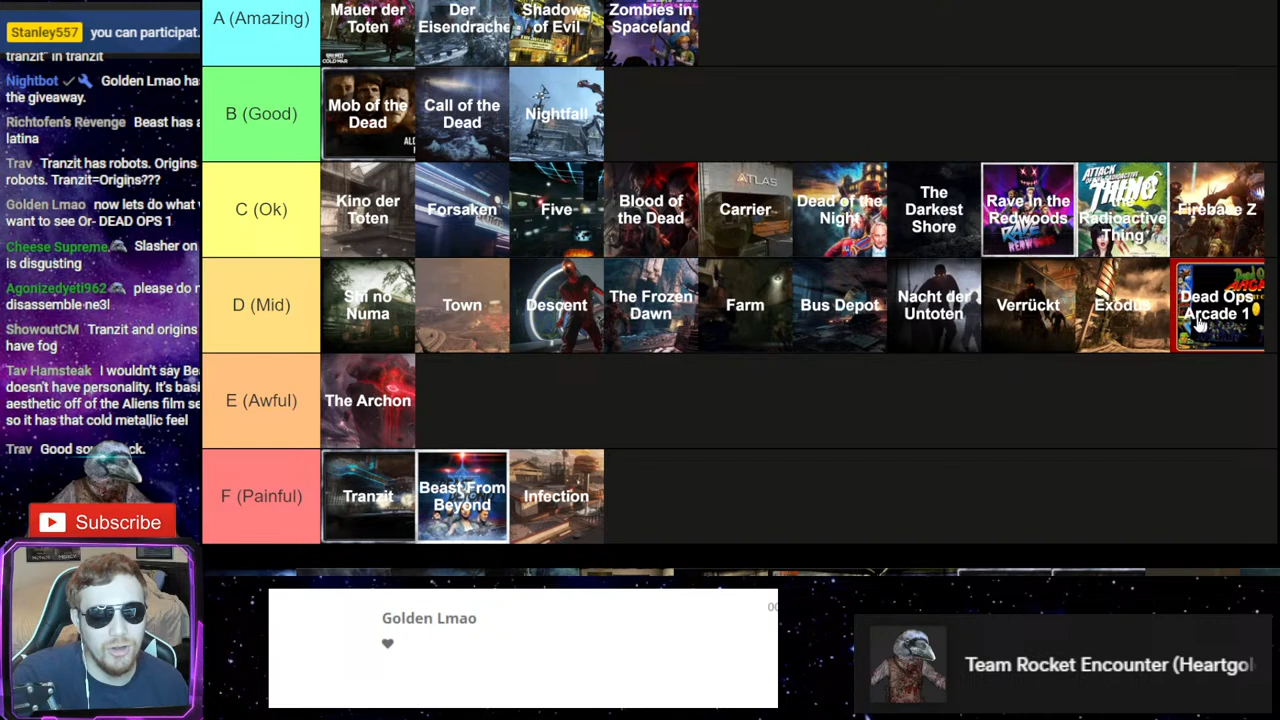 Stanley557 you can participat.
tranzit" in tranzit
Nightbot Golden Lmao ha
the giveaway.
Richtofen's Revenge Beast has a
latina
Trav Tranzit has robots. Origins
robots. Tranzit=Origins???
Golden Lmao now lets do what
want to see Or- DEAD OPS 1
Cheese Supreme Slasher on
is disgusting
Agonizedyeti962 please do
disassemble ne3l
ShowoutCM Tranzit and origins
have fog
Tav Hamsteak I wouldn't say Be
doesn't have personality. It's basi
aesthetic off of the Aliens film se
so it has that cold metallic feel
Trav Good
Subscribe
A (Amazing)
Mauer der
Toten
Der
Eisendrache
Shadows
of Evil
Zombies in
Spaceland
B (Good)
Mob of the
Dead
Call of the
Dead
Nightfall
C (Ok)
Kino der
Toten
Forsaken
Five
Blood of
the Dead
ATLAS
Carrier
Dead of the
Night
The
Darkest
Shore
Rave in the
Redwoods
RAVE
REDWOODS
ATTACK
OF THE
THING
Radioactive
Thing
Firebase Z
D (Mid)
Shi no
Numa
Town
Descent
The Frozen
Dawn
Farm
Bus Depot
Nacht der
Untoten
Verrückt
Exodus
Dead Ops
Arcade 1
E (Awful)
The Archon
F (Painful)
Tranzit
Beast From
Beyond
Infection
Golden Lmao
♥
Team Rocket Encounter (Heartgol